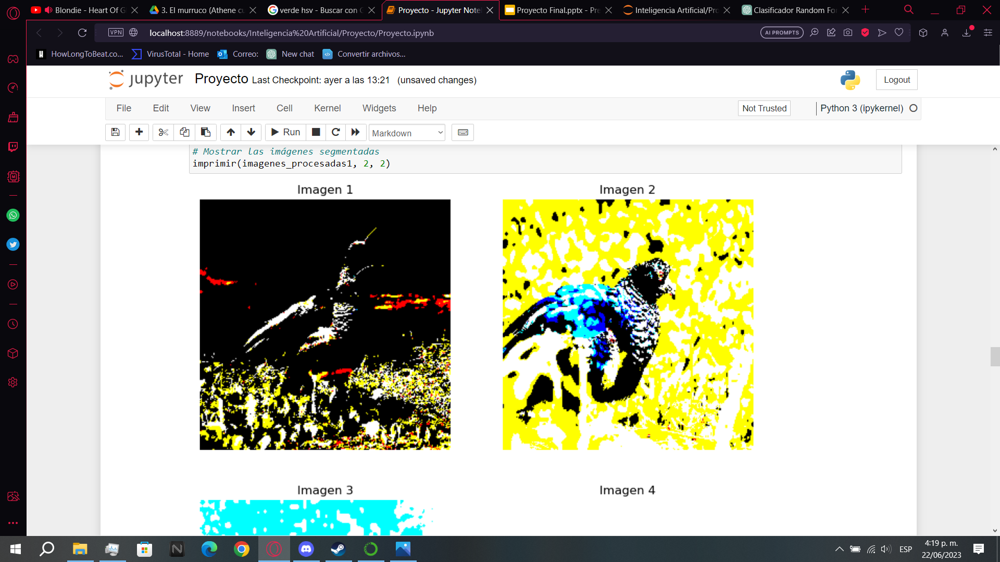 Blondie - Heart Of G
3. El murruco (Athene cu
verde hsv - Buscar con G
Proyecto - Jupyter Note
Proyecto Final.pptx - Pre
Inteligencia Artificial/Pro
Clasificador Random Fo
VPN
localhost:8889/notebooks/Inteligencia%20Artificial/Proyecto/Proyecto.ipynb
AI PROMPTS
HowLongToBeat.co...
VirusTotal - Home
Correo:
New chat
Convertir archivos...
jupyter
Proyecto Last Checkpoint: ayer a las 13:21 (unsaved changes)
Logout
File
Edit
View
Insert
Cell
Kernel
Widgets
Help
Not Trusted
Python 3 (ipykernel)
Run
Markdown
# Mostrar las imágenes segmentadas
imprimir(imagenes_procesadas1, 2, 2)
Imagen 1
Imagen 2
Imagen 3
Imagen 4
ESP
4:19 p. m.
22/06/2023